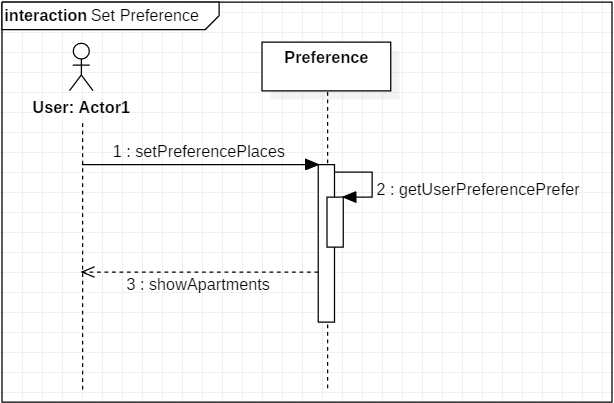 interaction Set Preference
Preference
User: Actor1
1 : setPreferencePlaces
2 : getUserPreferencePrefer
3 : showApartments